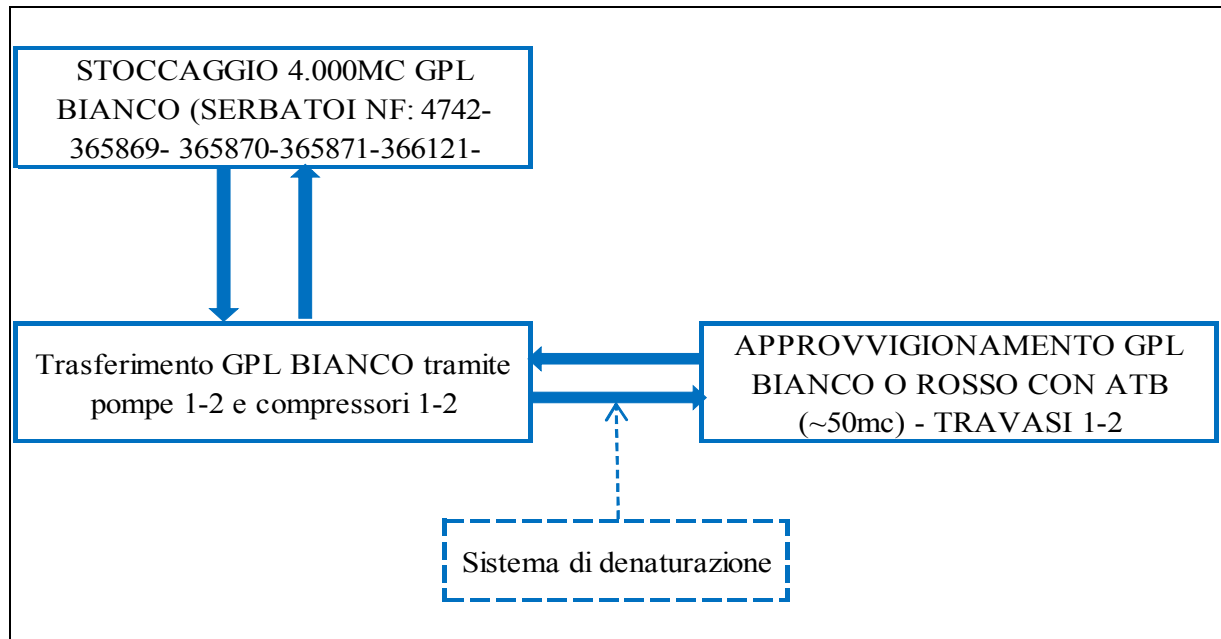 STOCCAGGIO 4.000MC GPL
BIANCO (SERBATOI NF: 4742-
365869- 365870-365871-366121-
Trasferimento GPL BIANCO tramite
pompe 1-2 e compressori 1-2
APPROVVIGIONAMENTO GPL
BIANCO O ROSSO CON ATB
(~50mc) - TRAVASI 1-2
Sistema di denaturazione